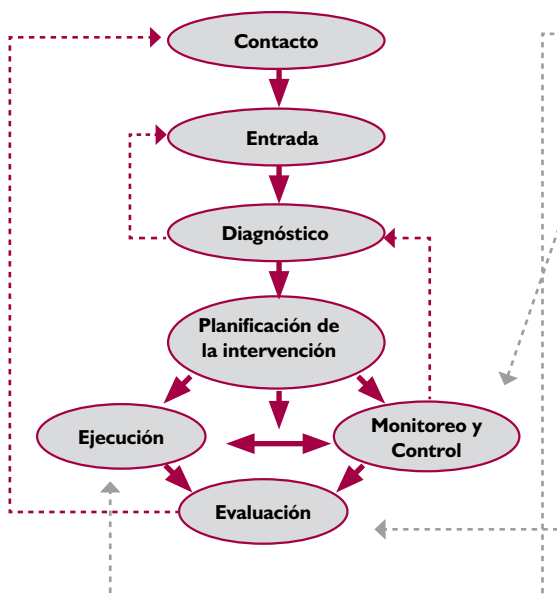 Contacto
Entrada
Diagnóstico
Planificación de
la intervención
Ejecución
Monitoreo y
Control
Evaluación